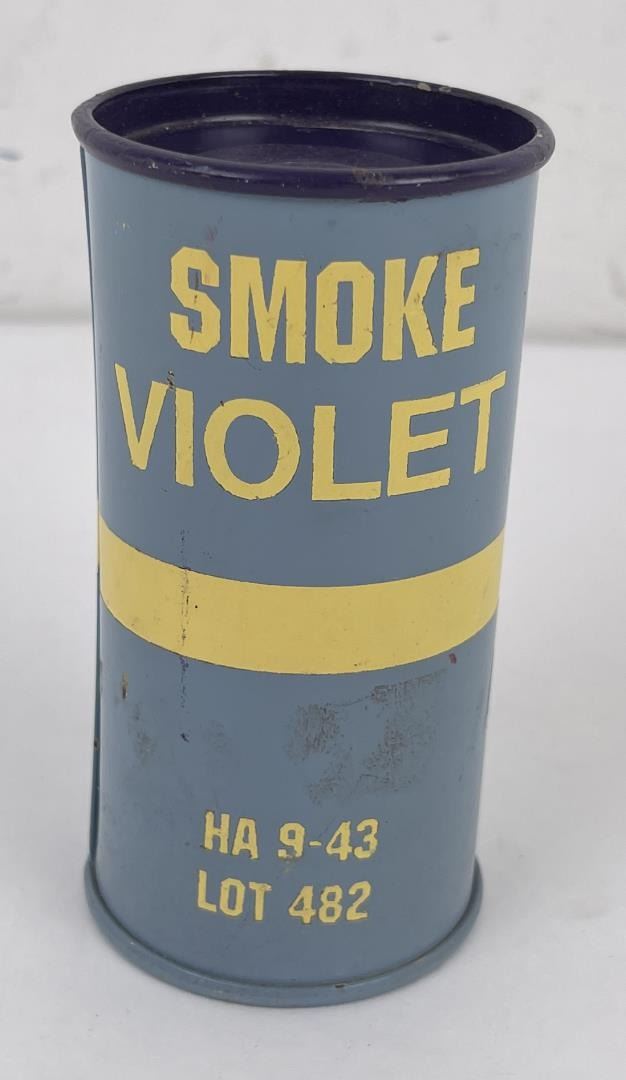 SMOKE
VIOLET
HA 9-43
LOT 482